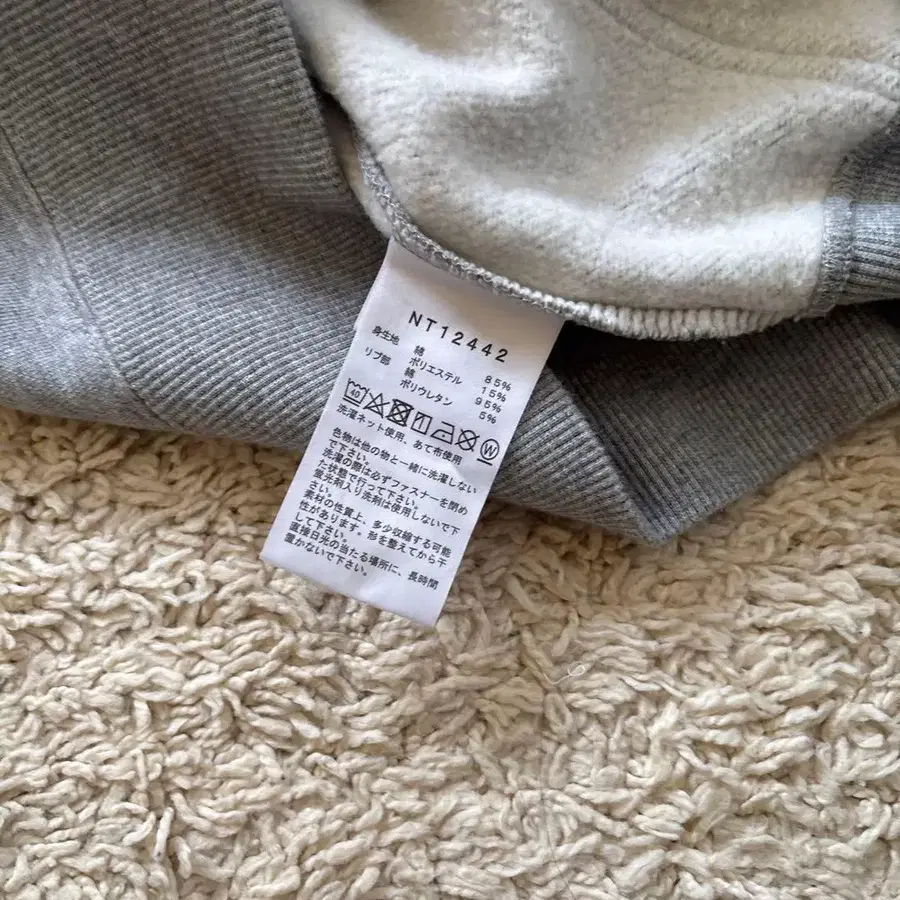 NT12442
身生地 綿 85%
ポリエステル 15%
リブ部 綿 95%
ポリウレタン 5%
40 W
洗濯ネット使用、あて布使用
色物は他の物と一緒に洗濯しない
で下さい。
洗濯の際は必ずファスナーを閉め
た状態で行って下さい。
蛍光剤入り洗剤は使用しないで下
さい。
素材の性質上、多少収縮する可能
性があります。形を整えてから干
して下さい。
直接日光の当たる場所に、長時間
置かないで下さい。